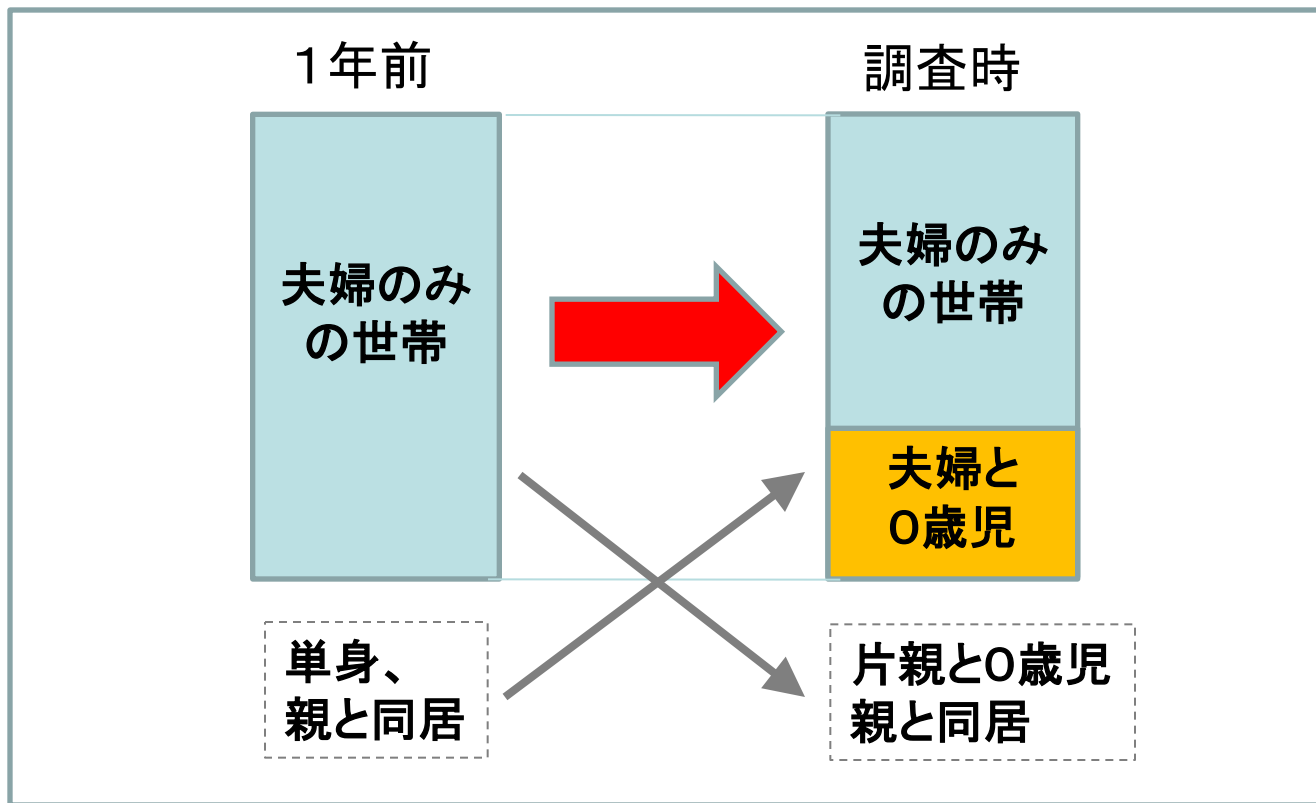 １年前
調査時
夫婦のみ
の世帯
夫婦のみ
の世帯
夫婦と
０歳児
単身、
親と同居
片親と０歳児
親と同居